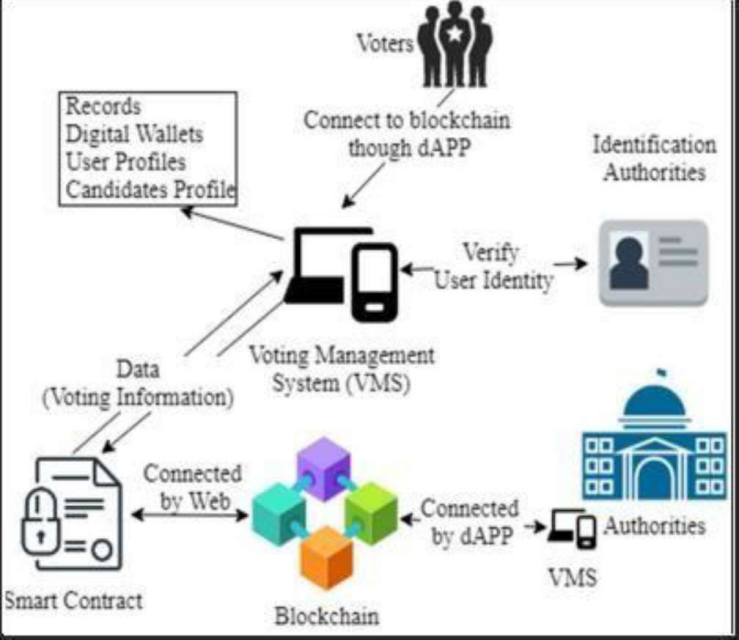 Voters
Connect to blockchain
though dAPP
Records
Digital Wallets
User Profiles
Candidates Profile
Identification
Authorities
Verify
User Identity
Voting Management
System (VMS)
Data
(Voting Information)
Connected
by Web
Connected
by dAPP
Authorities
VMS
Smart Contract
Blockchain